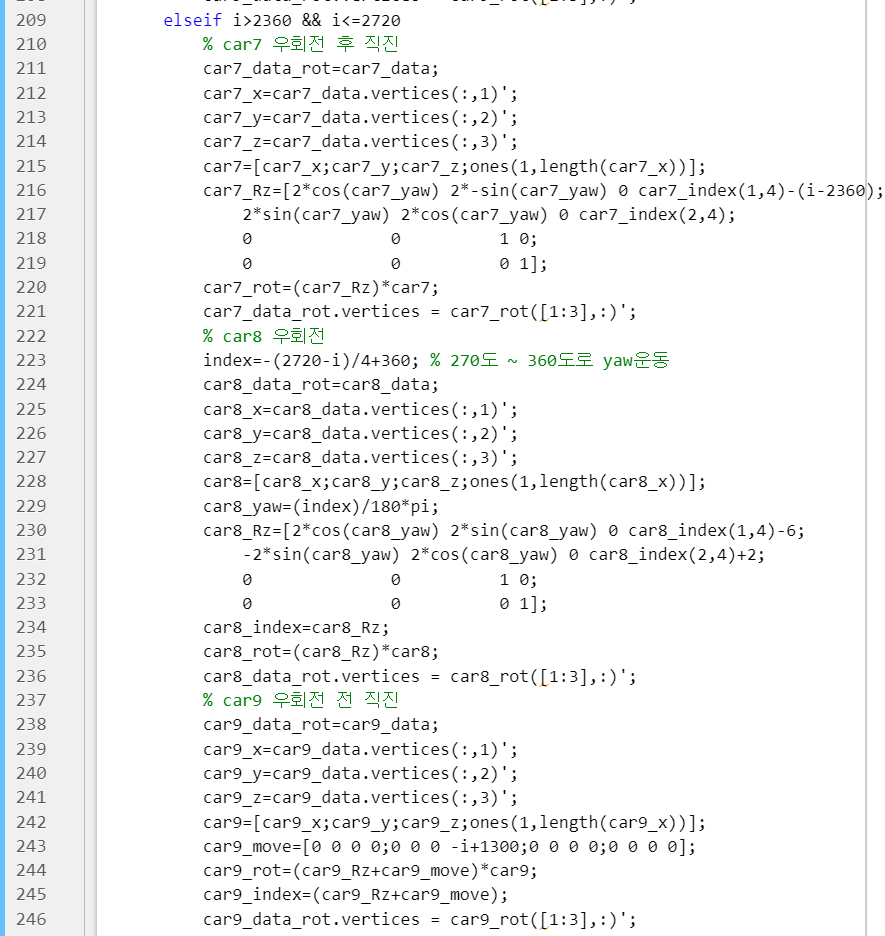 209 elseif i>2360 && i<=2720
210 % car7 우회전 후 직진
211 car7_data_rot=car7_data;
212 car7_x=car7_data.vertices(:,1)';
213 car7_y=car7_data.vertices(:,2)';
214 car7_z=car7_data.vertices(:,3)';
215 car7=[car7_x;car7_y;car7_z;ones(1,length(car7_x))];
216 car7_Rz=[2*cos(car7_yaw) 2*-sin(car7_yaw) 0 car7_index(1,4)-(i-2360);
217 2*sin(car7_yaw) 2*cos(car7_yaw) 0 car7_index(2,4);
218 0 0 1 0;
219 0 0 0 1];
220 car7_rot=(car7_Rz)*car7;
221 car7_data_rot.vertices = car7_rot([1:3],:)';
222 % car8 우회전
223 index=-(2720-i)/4+360; % 270도 ~ 360도로 yaw운동
224 car8_data_rot=car8_data;
225 car8_x=car8_data.vertices(:,1)';
226 car8_y=car8_data.vertices(:,2)';
227 car8_z=car8_data.vertices(:,3)';
228 car8=[car8_x;car8_y;car8_z;ones(1,length(car8_x))];
229 car8_yaw=(index)/180*pi;
230 car8_Rz=[2*cos(car8_yaw) 2*sin(car8_yaw) 0 car8_index(1,4)-6;
231 -2*sin(car8_yaw) 2*cos(car8_yaw) 0 car8_index(2,4)+2;
232 0 0 1 0;
233 0 0 0 1];
234 car8_index=car8_Rz;
235 car8_rot=(car8_Rz)*car8;
236 car8_data_rot.vertices = car8_rot([1:3],:)';
237 % car9 우회전 전 직진
238 car9_data_rot=car9_data;
239 car9_x=car9_data.vertices(:,1)';
240 car9_y=car9_data.vertices(:,2)';
241 car9_z=car9_data.vertices(:,3)';
242 car9=[car9_x;car9_y;car9_z;ones(1,length(car9_x))];
243 car9_move=[0 0 0 0;0 0 0 -i+1300;0 0 0 0;0 0 0 0];
244 car9_rot=(car9_Rz+car9_move)*car9;
245 car9_index=(car9_Rz+car9_move);
246 car9_data_rot.vertices = car9_rot([1:3],:)';